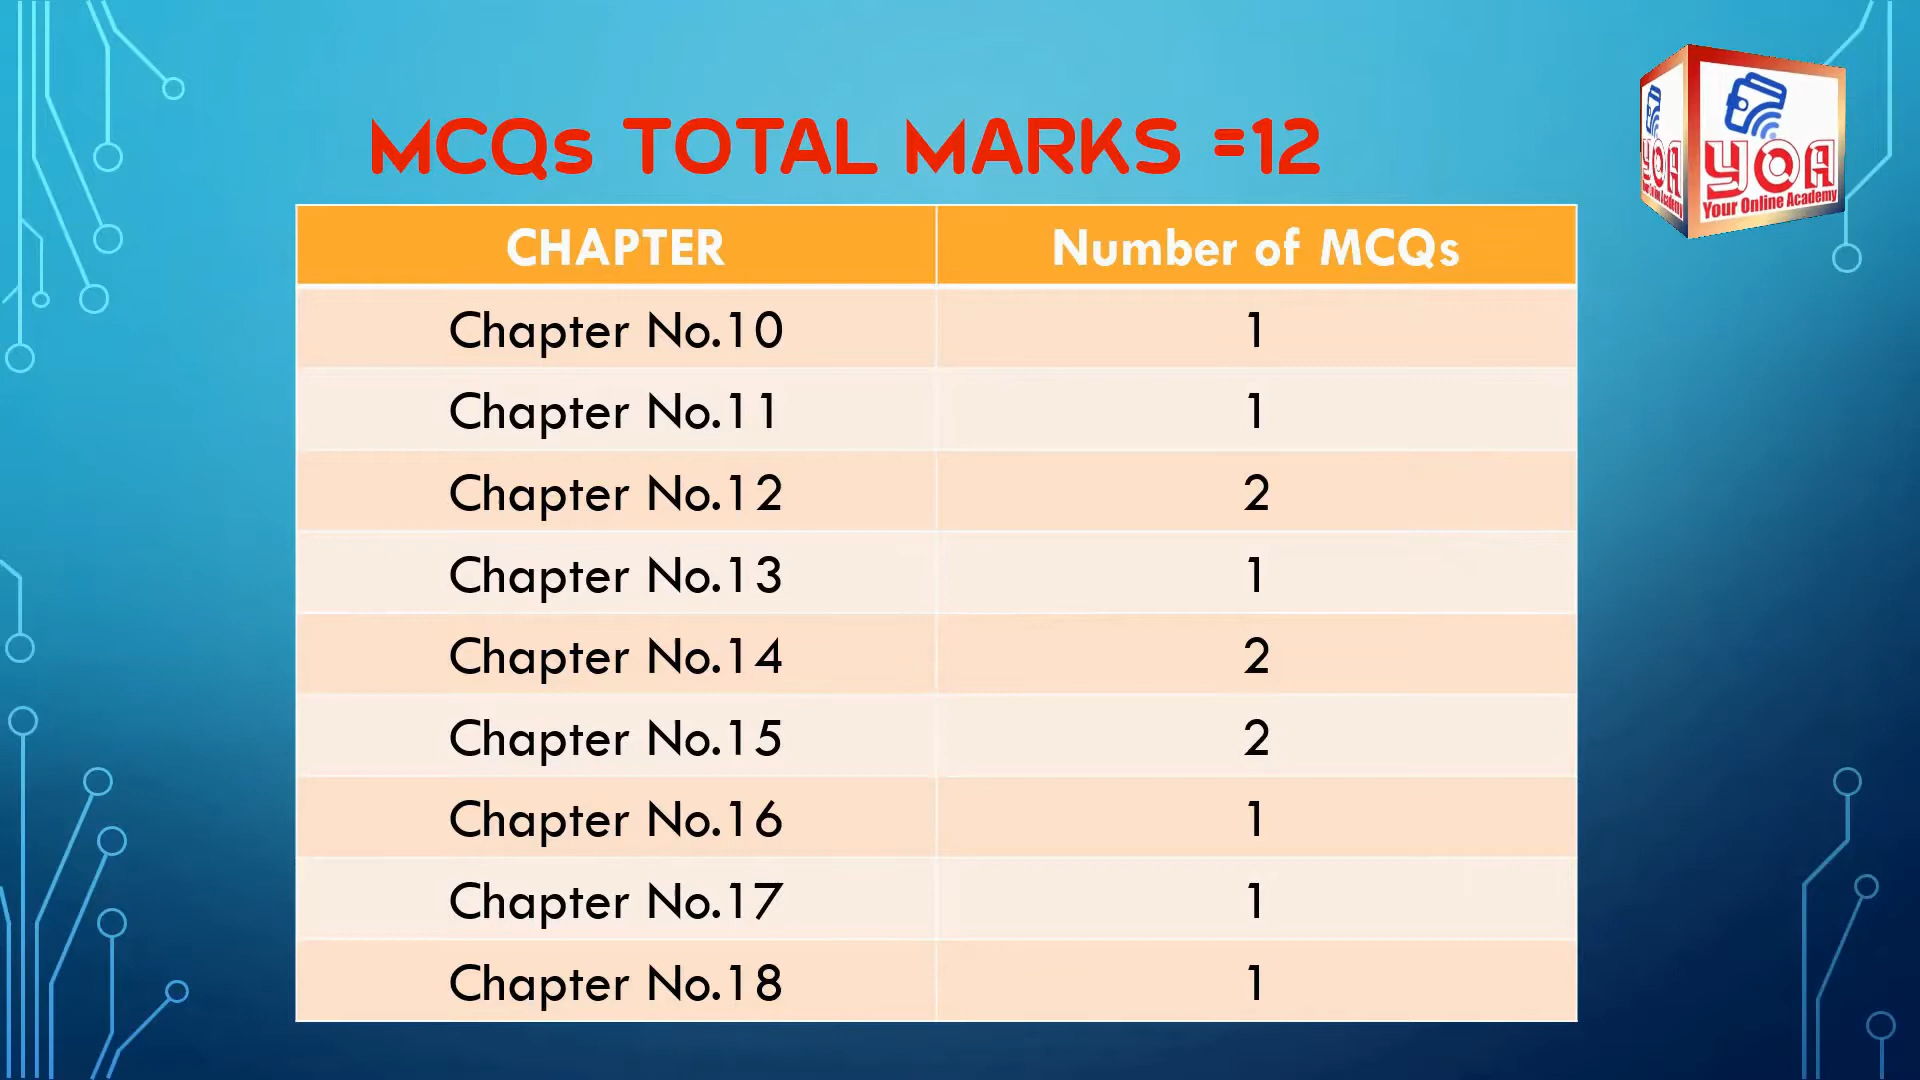 MCQs TOTAL MARKS =12
YOA
Your Online Academy
YOA
CHAPTER Number of MCQs
Chapter No.10 1
Chapter No.11 1
Chapter No.12 2
Chapter No.13 1
Chapter No.14 2
Chapter No.15 2
Chapter No.16 1
Chapter No.17 1
Chapter No.18 1